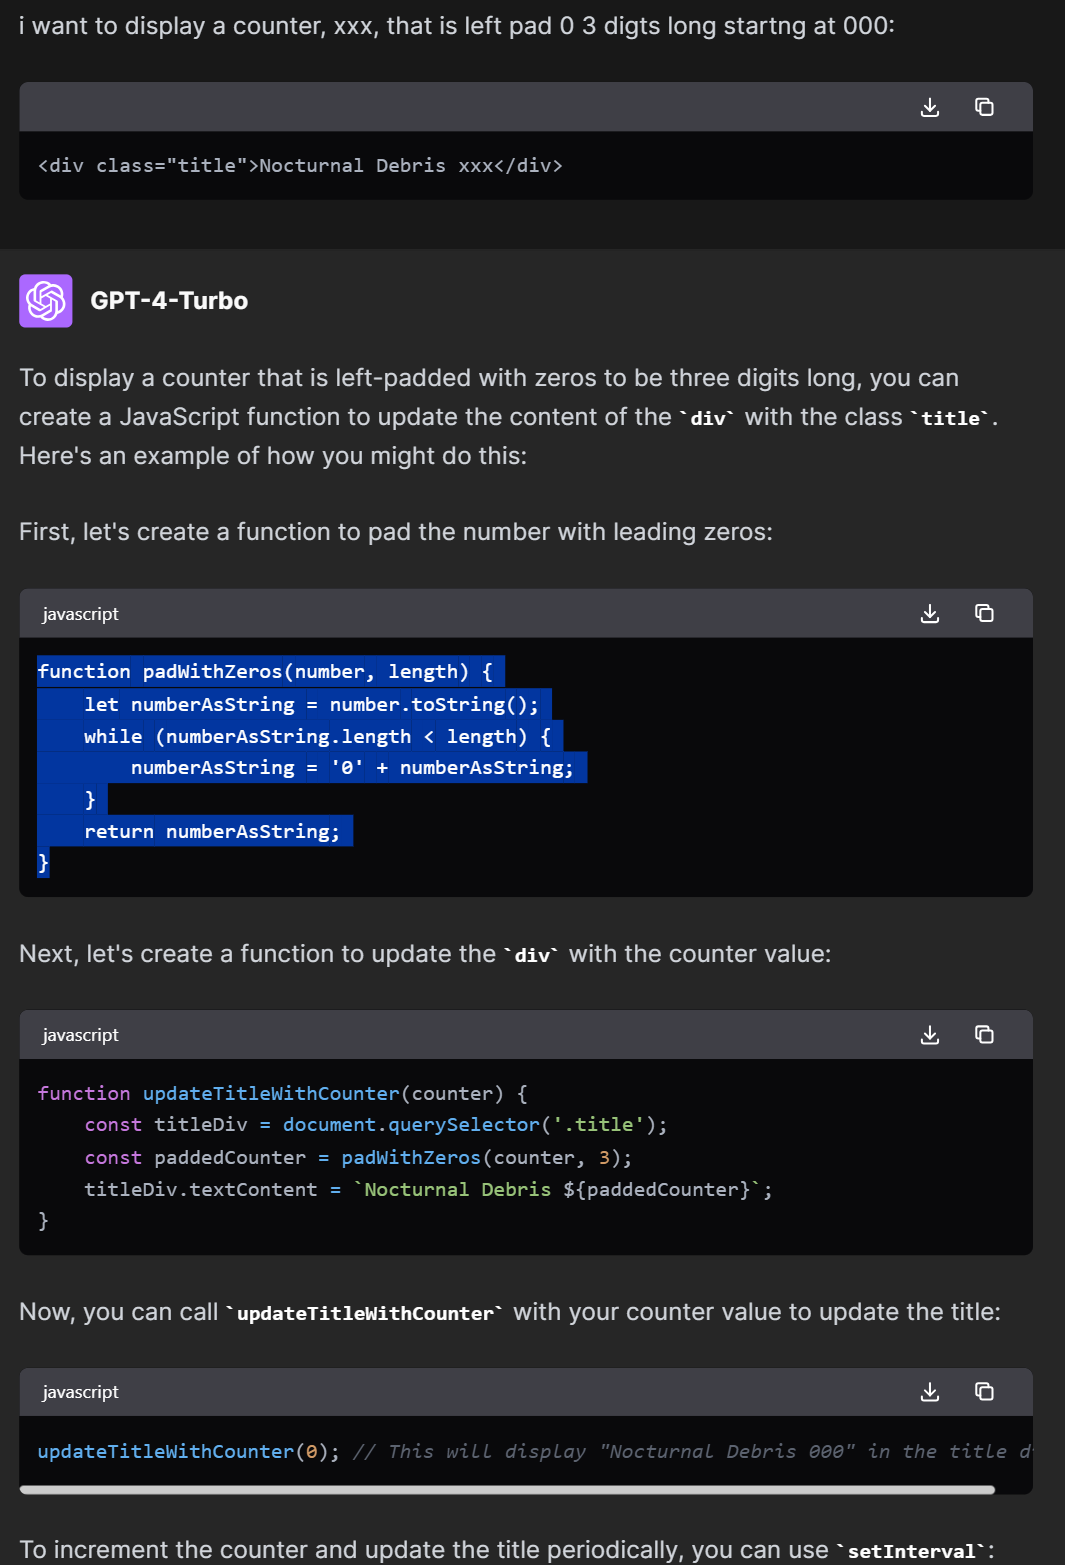 i want to display a counter, xxx, that is left pad 0 3 digts long startng at 000:
<div class="title">Nocturnal Debris xxx</div>
GPT-4-Turbo
To display a counter that is left-padded with zeros to be three digits long, you can
create a JavaScript function to update the content of the `div` with the class `title`.
Here's an example of how you might do this:
First, let's create a function to pad the number with leading zeros:
javascript
function padWithZeros(number, length) {
    let numberAsString = number.toString();
    while (numberAsString.length < length) {
        numberAsString = '0' + numberAsString;
    }
    return numberAsString;
}
Next, let's create a function to update the `div` with the counter value:
javascript
function updateTitleWithCounter(counter) {
    const titleDiv = document.querySelector('.title');
    const paddedCounter = padWithZeros(counter, 3);
    titleDiv.textContent = `Nocturnal Debris ${paddedCounter}`;
}
Now, you can call `updateTitleWithCounter` with your counter value to update the title:
javascript
updateTitleWithCounter(0); // This will display "Nocturnal Debris 000" in the title
To increment the counter and update the title periodically, you can use `setInterval`: